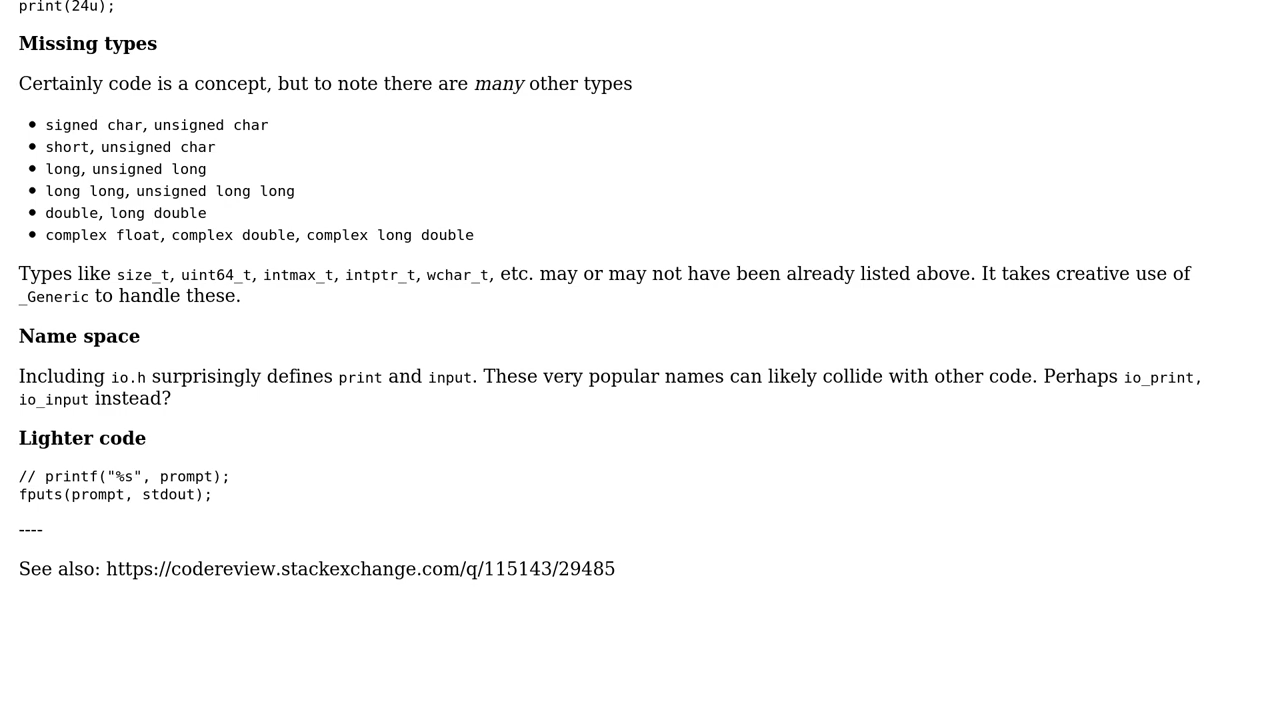 print(24u);
Missing types
Certainly code is a concept, but to note there are many other types
signed char, unsigned char
short, unsigned char
long, unsigned long
long long, unsigned long long
double, long double
complex float, complex double, complex long double
Types like size_t, uint64_t, intmax_t, intptr_t, wchar_t, etc. may or may not have been already listed above. It takes creative use of
_Generic to handle these.
Name space
Including io.h surprisingly defines print and input. These very popular names can likely collide with other code. Perhaps io_print,
io_input instead?
Lighter code
// printf("%s", prompt);
fputs(prompt, stdout);
----
See also: https://codereview.stackexchange.com/q/115143/29485